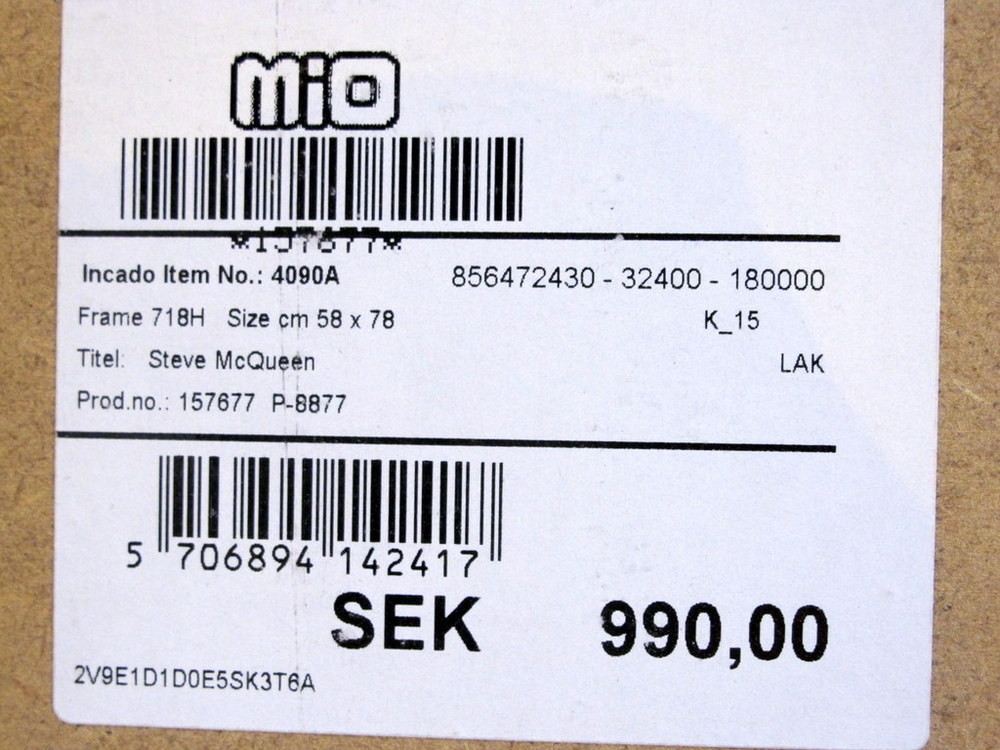 mio
*157677*
Incado Item No.: 4090A 856472430 - 32400 - 180000
Frame 718H Size cm 58 x 78 K_15
Titel: Steve McQueen LAK
Prod.no.: 157677 P-8877
5 706894 142417
SEK 990,00
2V9E1D1D0E5SK3T6A